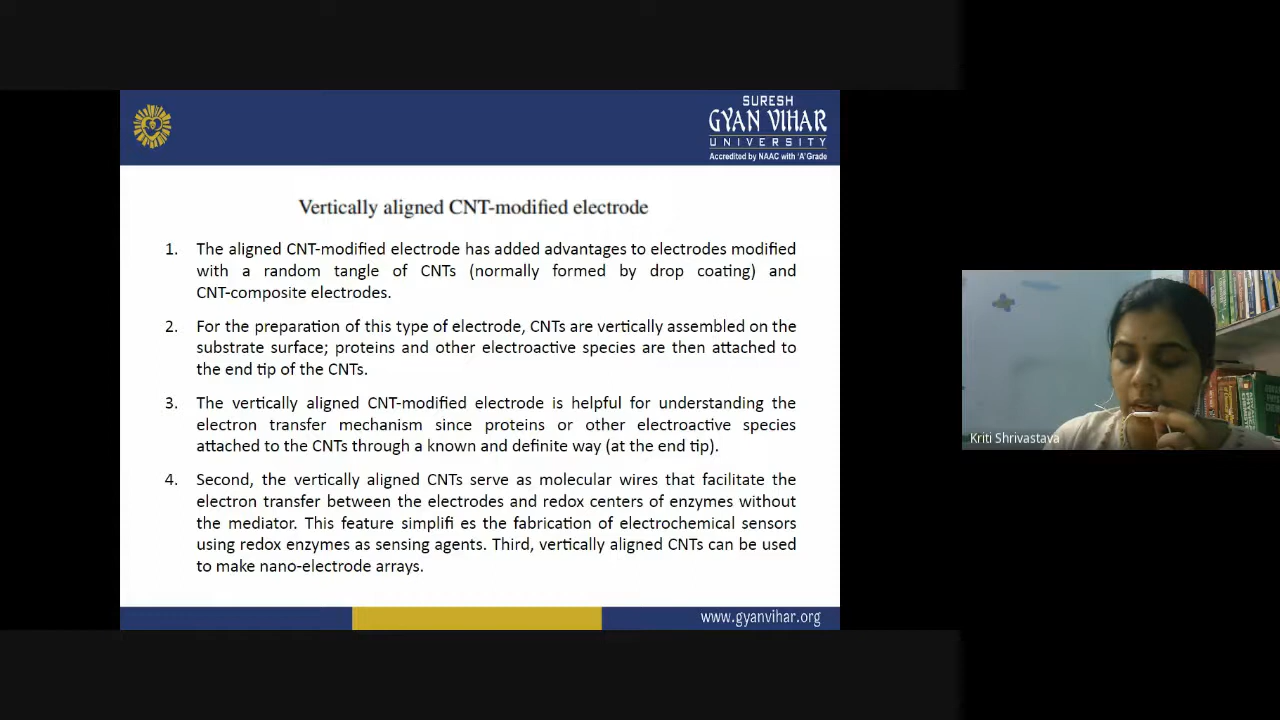 SURESH
GYAN VIHAR
UNIVERSITY
Accredited by NAAC with 'A' Grade
Vertically aligned CNT-modified electrode
1. The aligned CNT-modified electrode has added advantages to electrodes modified
with a random tangle of CNTs (normally formed by drop coating) and
CNT-composite electrodes.
2. For the preparation of this type of electrode, CNTs are vertically assembled on the
substrate surface; proteins and other electroactive species are then attached to
the end tip of the CNTs.
3. The vertically aligned CNT-modified electrode is helpful for understanding the
electron transfer mechanism since proteins or other electroactive species
attached to the CNTs through a known and definite way (at the end tip).
4. Second, the vertically aligned CNTs serve as molecular wires that facilitate the
electron transfer between the electrodes and redox centers of enzymes without
the mediator. This feature simplifi es the fabrication of electrochemical sensors
using redox enzymes as sensing agents. Third, vertically aligned CNTs can be used
to make nano-electrode arrays.
www.gyanvihar.org
Kriti Shrivastava